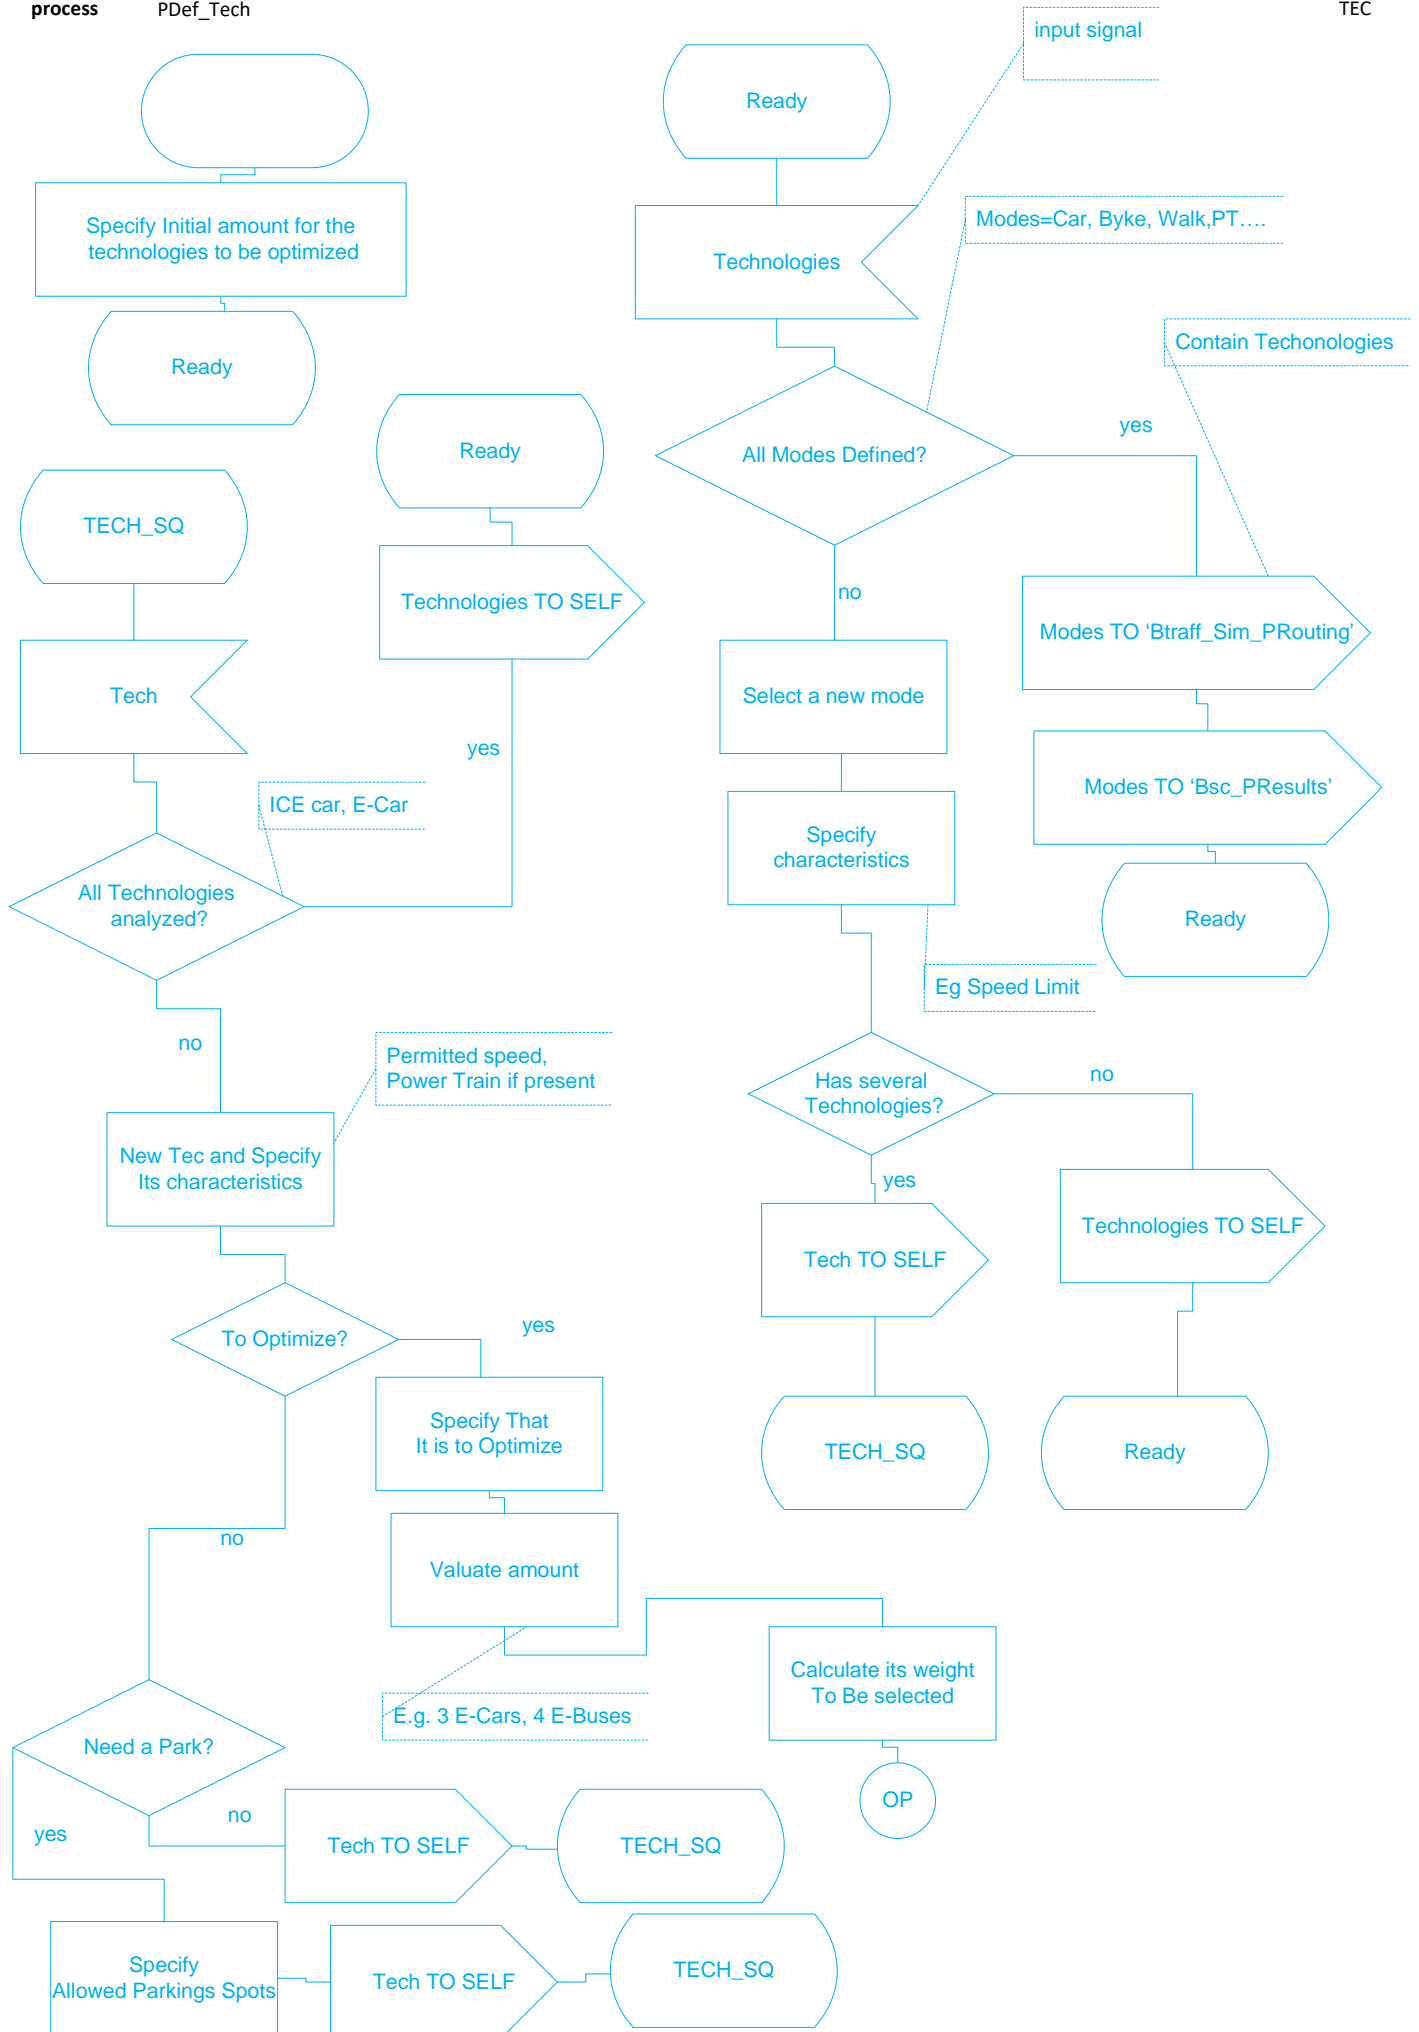 process PDef_Tech TEC
input signal
Ready
Specify Initial amount for the
technologies to be optimized
Modes=Car, Byke, Walk,PT….
Technologies
Ready
Contain Techonologies
yes
Ready
All Modes Defined?
TECH_SQ
Technologies TO SELF
no
Modes TO ‘Btraff_Sim_PRouting’
Tech
Select a new mode
yes
Modes TO ‘Bsc_PResults’
ICE car, E-Car
Specify
characteristics
All Technologies
analyzed?
Ready
Eg Speed Limit
no
Permitted speed,
Power Train if present
Has several
Technologies?
no
New Tec and Specify
Its characteristics
yes
Technologies TO SELF
Tech TO SELF
To Optimize?
yes
Specify That
It is to Optimize
TECH_SQ
Ready
no
Valuate amount
Calculate its weight
To Be selected
E.g. 3 E-Cars, 4 E-Buses
Need a Park?
OP
no
yes
Tech TO SELF
TECH_SQ
Specify
Allowed Parkings Spots
Tech TO SELF
TECH_SQ